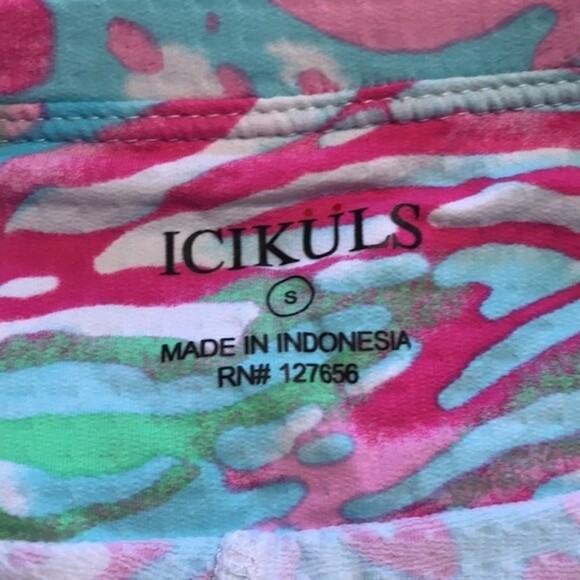 ICIKÜLS
S
MADE IN INDONESIA
RN# 127656